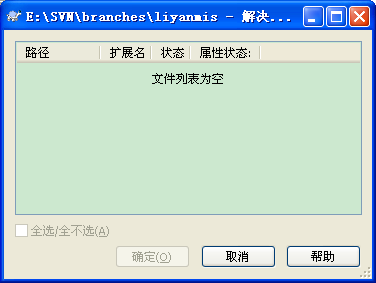 E:\SVN\branches\liyanmis - 解决...
路径 扩展名 状态 属性状态:
文件列表为空
全选/全不选(A)
确定(O) 取消 帮助